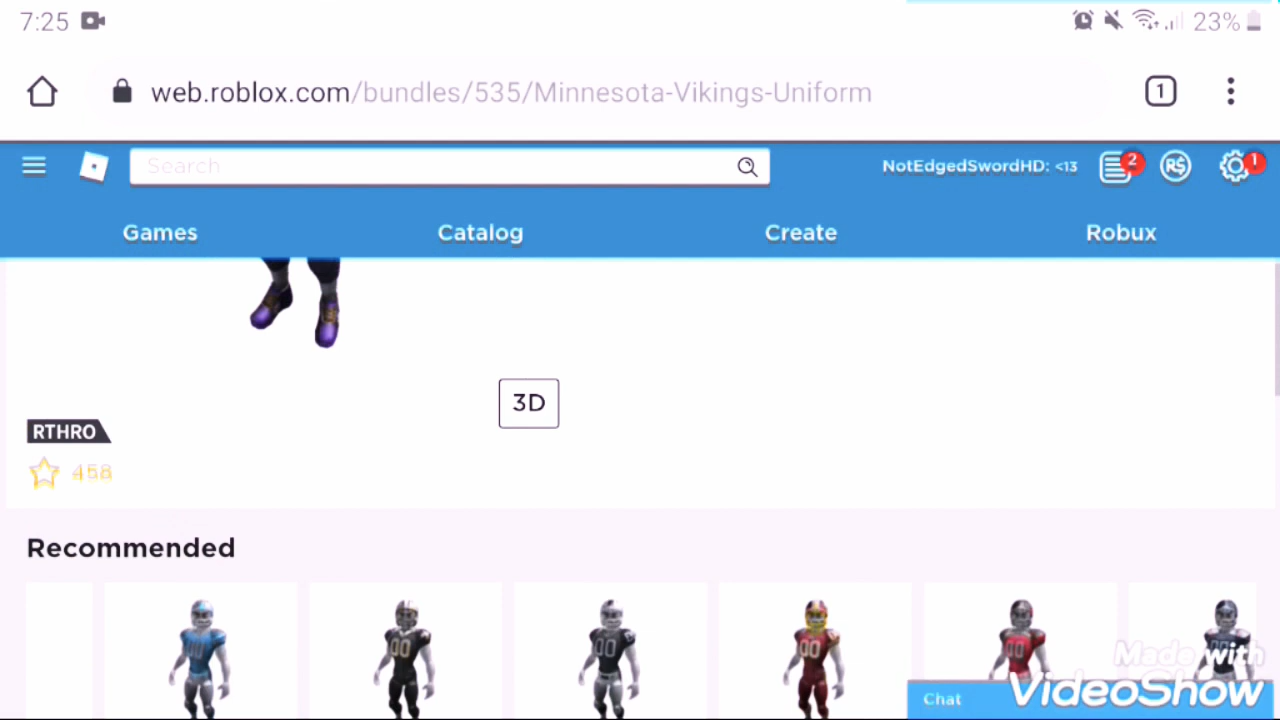 7:25
23%
web.roblox.com/bundles/535/Minnesota-Vikings-Uniform
1
Search
NotEdgedSwordHD: <13
2
R$
1
Games
Catalog
Create
Robux
3D
RTHRO
458
Recommended
00
00
00
00
00
Made with
VideoShow
Chat